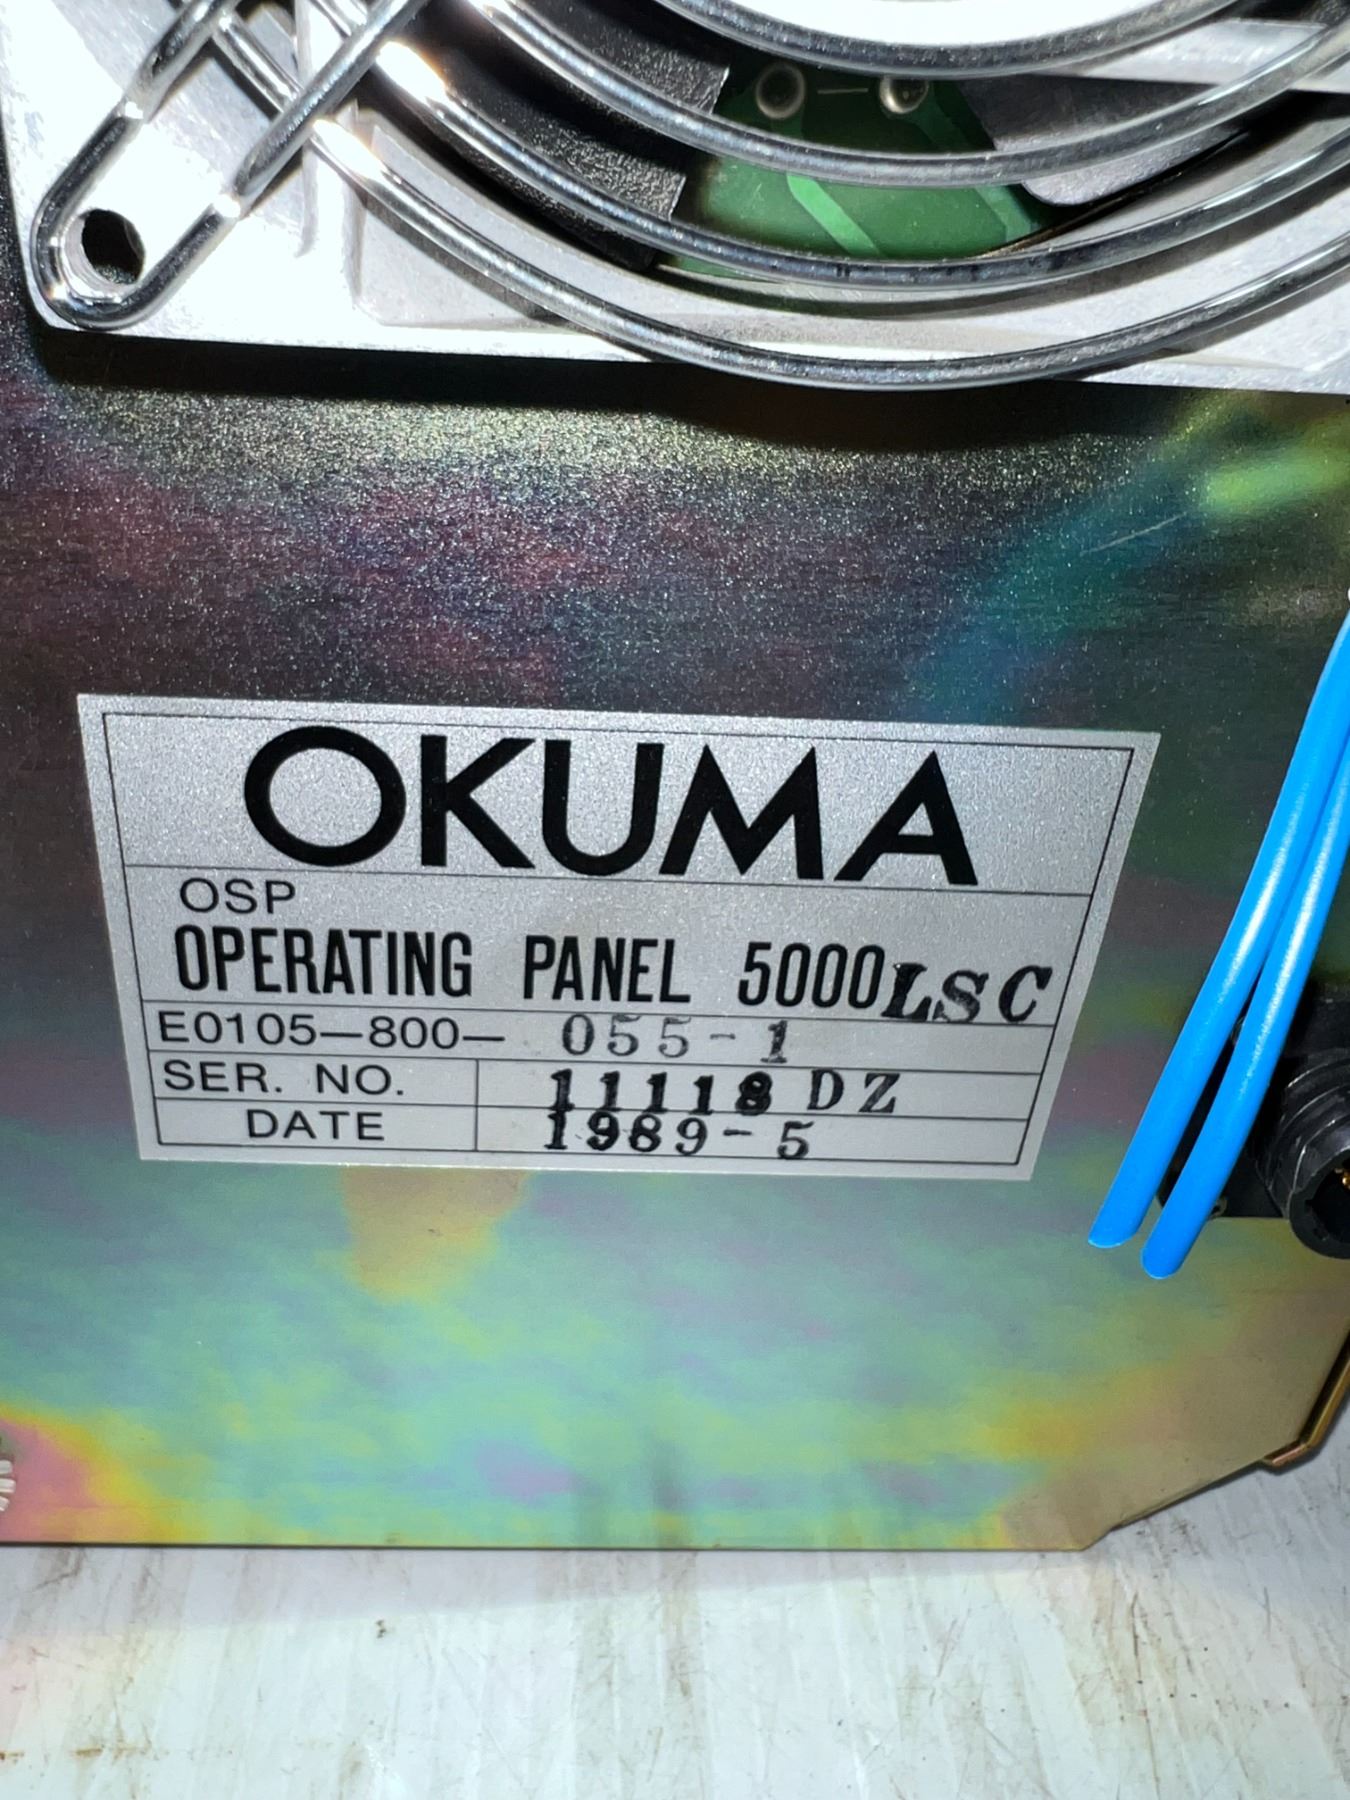 OKUMA
OSP
OPERATING PANEL 5000LSC
E0105-800- 055-1
SER. NO. 11118 DZ
DATE 1989-5